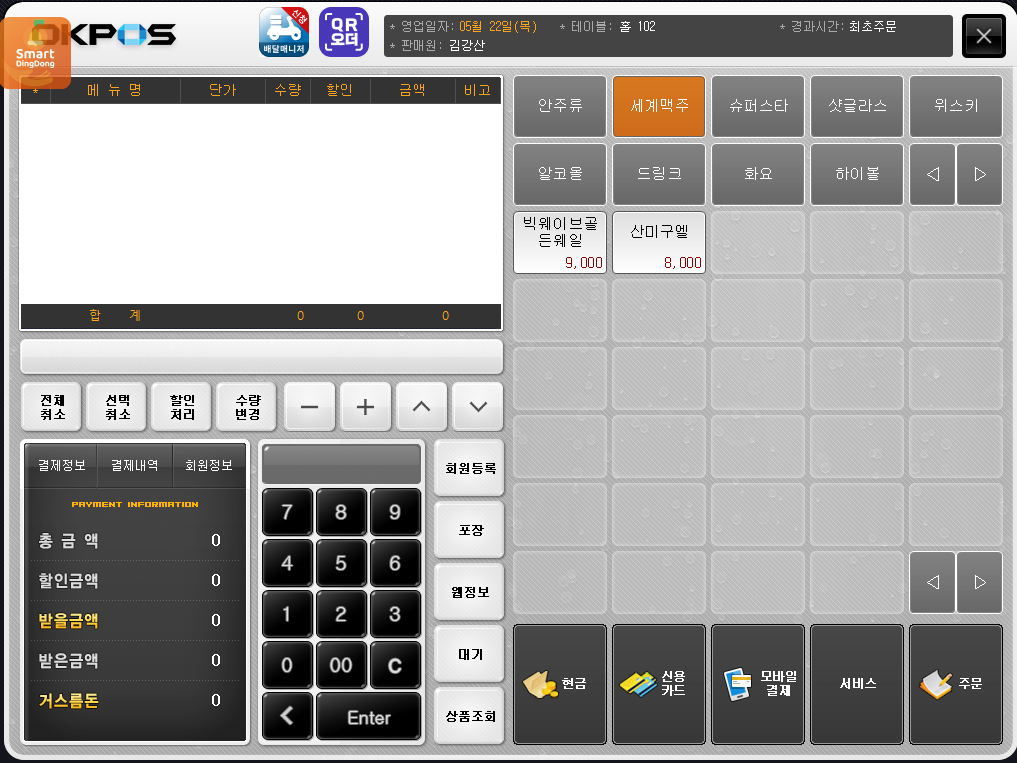 OKPOS
Smart
DingDong
신청
배달매니저
QR
오더
* 영업일자: 05월 22일(목) * 테이블: 홀 102 * 경과시간: 최초주문
* 판매원: 김강산
* 메 뉴 명 단가 수량 할인 금액 비고
합 계 0 0 0
전체
취소
선택
취소
할인
처리
수량
변경
결제정보 결제내역 회원정보
PAYMENT INFORMATION
총 금 액 0
할인금액 0
받을금액 0
받은금액 0
거스름돈 0
7 8 9
4 5 6
1 2 3
0 00 C
Enter
회원등록
포장
웹정보
대기
상품조회
안주류 세계맥주 슈퍼스타 샷글라스 위스키
알코올 드링크 화요 하이볼
빅웨이브골
든웨일
9,000
산미구엘
8,000
현금
신용
카드
모바일
결제
서비스
주문